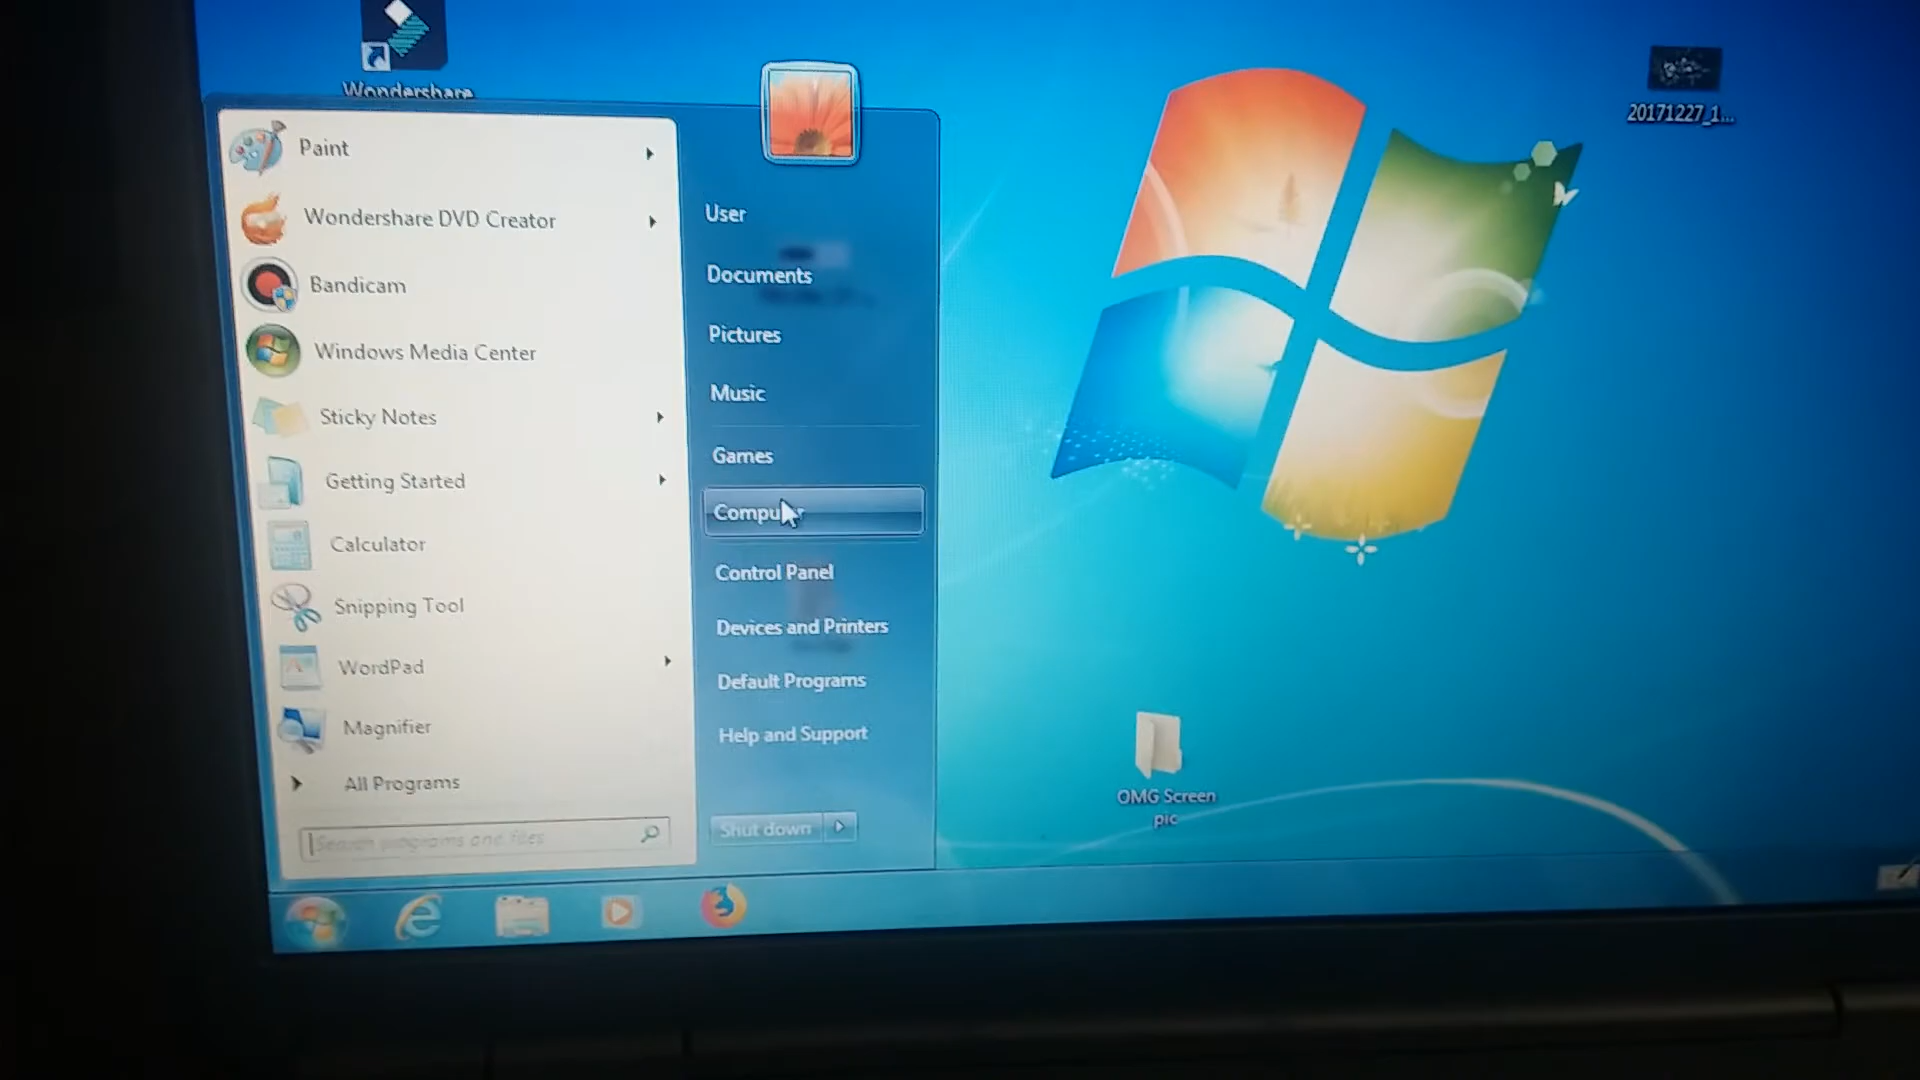 Wondershare
20171227_1...
Paint
Wondershare DVD Creator
Bandicam
Windows Media Center
Sticky Notes
Getting Started
Calculator
Snipping Tool
WordPad
Magnifier
All Programs
Search programs and files
User
Documents
Pictures
Music
Games
Computer
Control Panel
Devices and Printers
Default Programs
Help and Support
Shut down
OMG Screen
pic